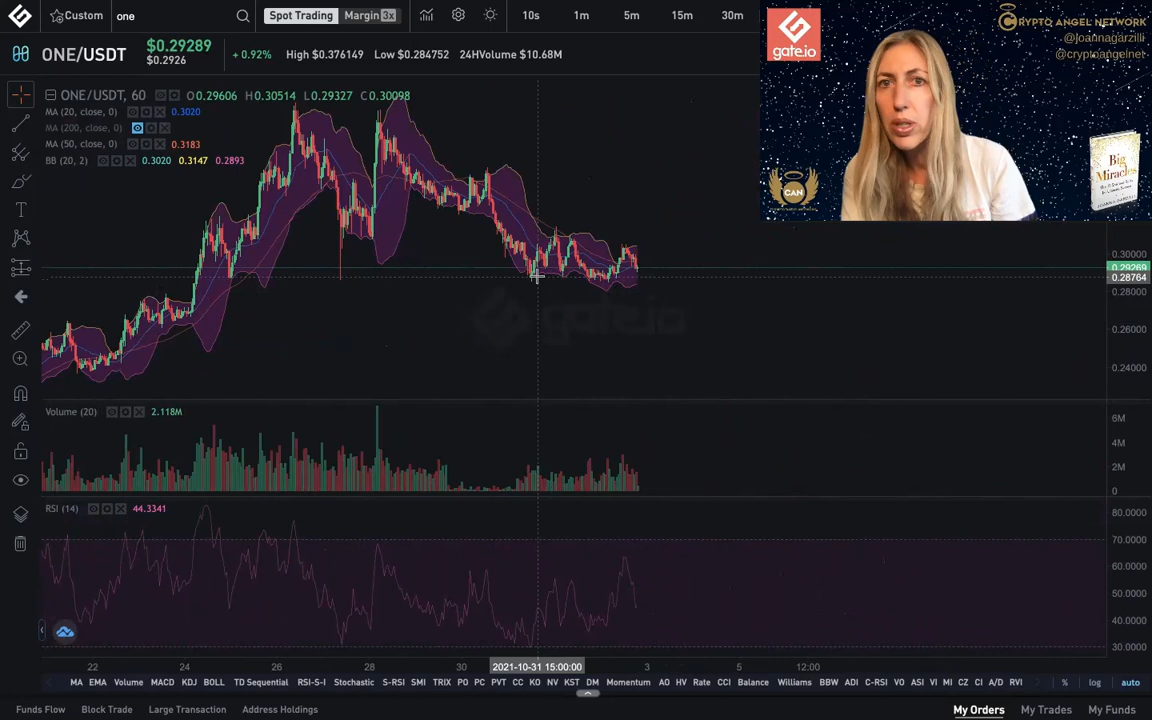 Custom one Spot Trading Margin 3x 10s 1m 5m 15m 30m
ONE/USDT $0.29289 $0.2926 + 0.92% High $0.376149 Low $0.284752 24HVolume $10.68M
gate.io
CRYPTO ANGEL NETWORK
@joannagarzilli
@cryptoangelnet
CAN
Big
Miracles
ONE/USDT, 60 O0.29606 H0.30514 L0.29327 C0.30098
MA (20, close, 0) 0.3020
MA (200, close, 0)
MA (50, close, 0) 0.3183
BB (20, 2) 0.3020 0.3147 0.2893
0.30000
0.29269
0.28764
0.28000
0.26000
0.24000
gate.io
Volume (20) 2.118M
6M
4M
2M
0
RSI (14) 44.3341
80.0000
70.0000
60.0000
50.0000
40.0000
30.0000
22 24 26 28 30 2021-10-31 15:00:00 3 5 12:00
MA EMA Volume MACD KDJ BOLL TD Sequential RSI-S-I Stochastic S-RSI SMI TRIX PO PC PVT CC KO NV KST DM Momentum AO HV Rate CCI Balance Williams BBW ADI C-RSI VO ASI VI MI CZ CI A/D RVI % log auto
Funds Flow Block Trade Large Transaction Address Holdings My Orders My Trades My Funds